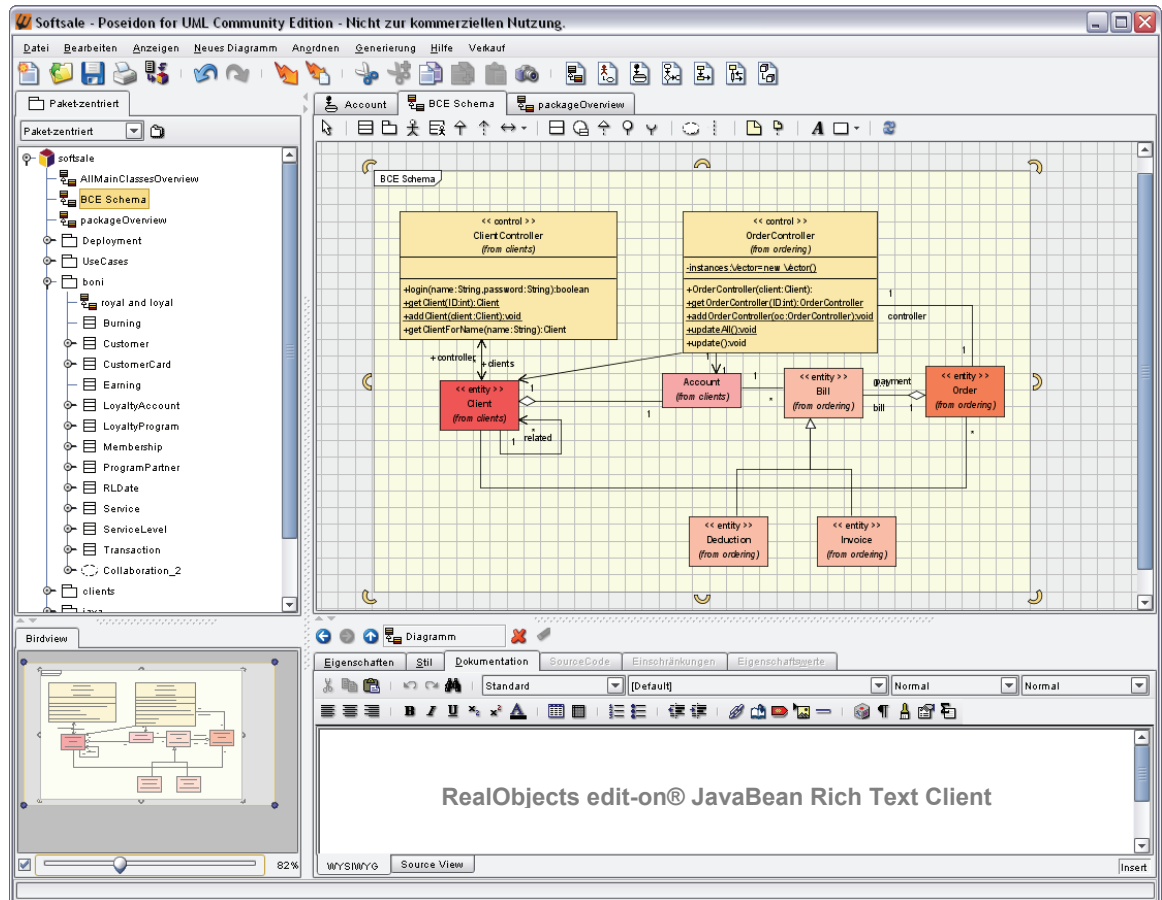 Softsale - Poseidon for UML Community Edition - Nicht zur kommerziellen Nutzung.
Datei Bearbeiten Anzeigen Neues Diagramm Anordnen Generierung Hilfe Verkauf
Paket-zentriert
Account BCE Schema packageOverview
Paket-zentriert
softsale
AllMainClassesOverview
BCE Schema
packageOverview
Deployment
UseCases
boni
royal and loyal
Burning
Customer
CustomerCard
Earning
LoyaltyAccount
LoyaltyProgram
Membership
ProgramPartner
RLDate
Service
ServiceLevel
Transaction
Collaboration_2
clients
java
BCE Schema
<< control >>
ClientController
(from clients)
+login(name:String,password:String):boolean
+getClient(ID:int):Client
+addClient(client:Client):void
+getClientForName(name:String):Client
<< control >>
OrderController
(from ordering)
-instances:Vector=new Vector()
+OrderController(client:Client):
+getOrderController(ID:int):OrderController
+addOrderController(oc:OrderController):void
+updateAll():void
+update():void
1
controller
1
+ controller
+ clients
1
1
<< entity >>
Client
(from clients)
1
1
1 related
*
Account
(from clients)
1
*
<< entity >>
Bill
(from ordering)
payment
bill 1
<< entity >>
Order
(from ordering)
*
<< entity >>
Deduction
(from ordering)
<< entity >>
Invoice
(from ordering)
Birdview
82%
Diagramm
Eigenschaften Stil Dokumentation SourceCode Einschränkungen Eigenschaftswerte
Standard [Default] Normal Normal
RealObjects edit-on® JavaBean Rich Text Client
WYSIWYG Source View
Insert